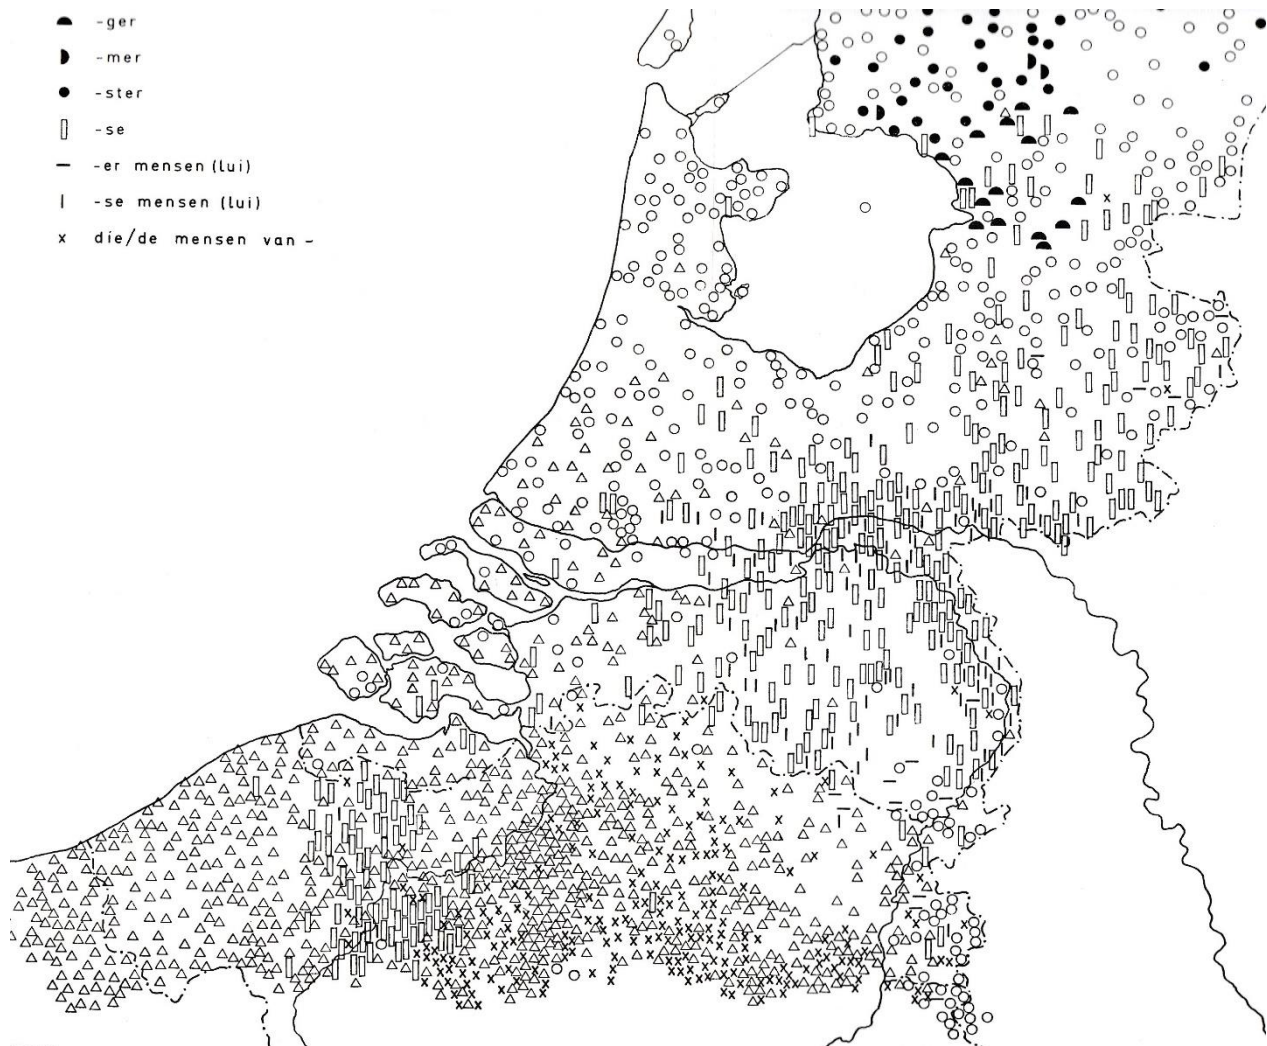 -ger
-mer
-ster
-se
-er mensen (lui)
-se mensen (lui)
x die/de mensen van -